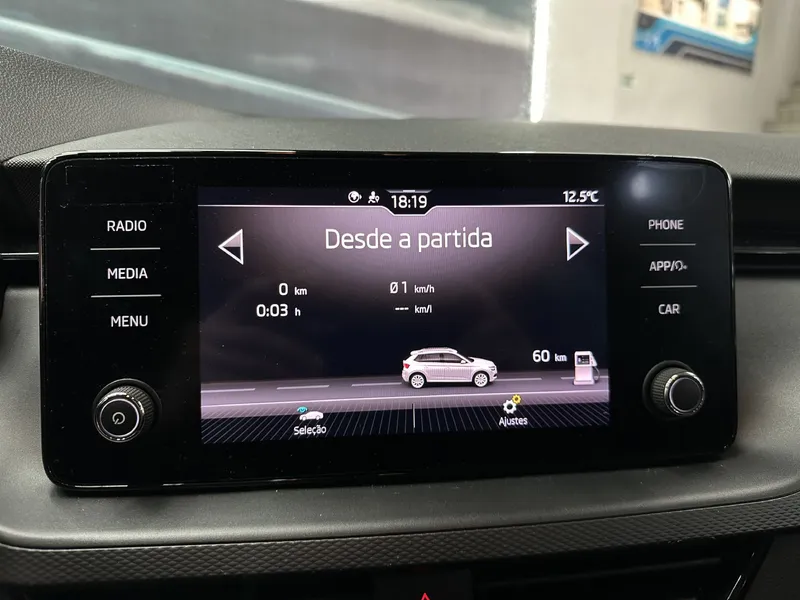 18:19
12.5°C
RADIO
MEDIA
MENU
Desde a partida
0 km
Ø 1 km/h
0:03 h
--- km/l
60 km
Seleção
Ajustes
PHONE
APP/
CAR